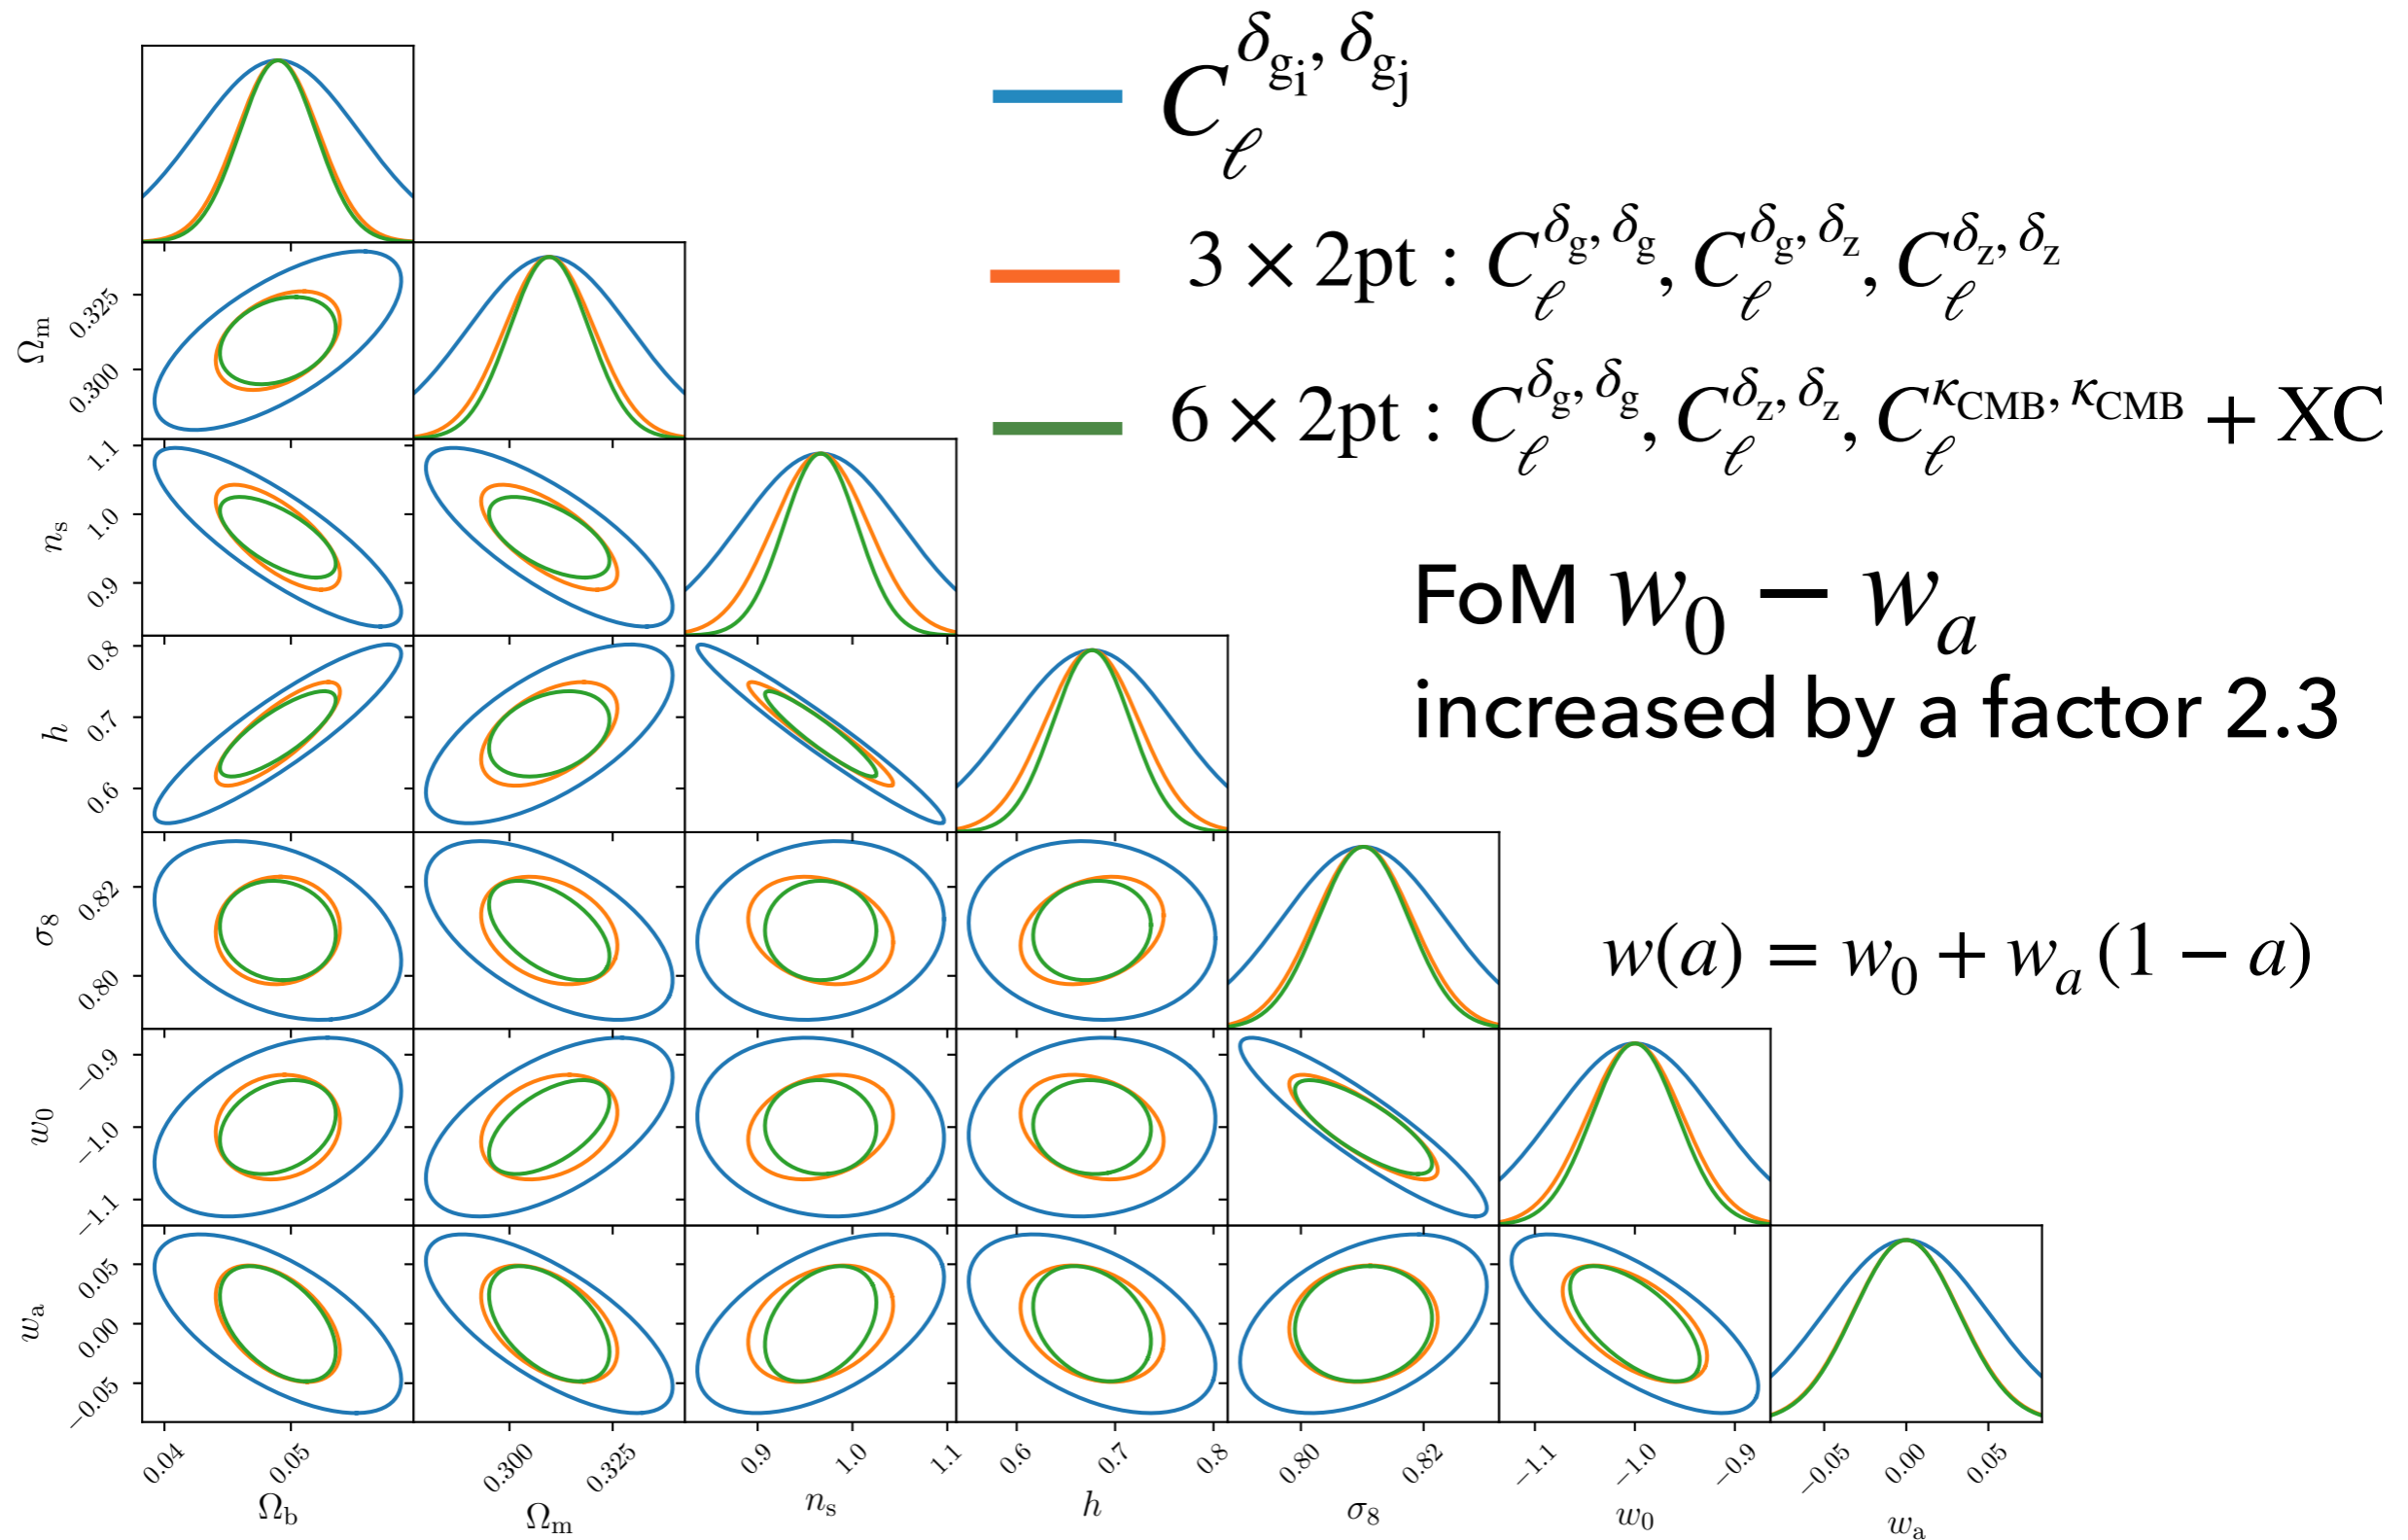 C_ℓ^{δ_{g_i}, δ_{g_j}}
3 × 2pt : C_ℓ^{δ_g, δ_g}, C_ℓ^{δ_g, δ_z}, C_ℓ^{δ_z, δ_z}
6 × 2pt : C_ℓ^{δ_g, δ_g}, C_ℓ^{δ_z, δ_z}, C_ℓ^{κ_CMB, κ_CMB} + XC
FoM w_0 − w_a
increased by a factor 2.3
w(a) = w_0 + w_a (1 − a)
Ω_m
0.325
0.300
n_s
1.1
1.0
0.9
h
0.8
0.7
0.6
σ_8
0.82
0.80
w_0
−0.9
−1.0
−1.1
w_a
0.05
0.00
−0.05
0.04 0.05 0.300 0.325 0.9 1.0 1.1 0.6 0.7 0.8 0.80 0.82 −1.1 −1.0 −0.9 −0.05 0.00 0.05
Ω_b Ω_m n_s h σ_8 w_0 w_a